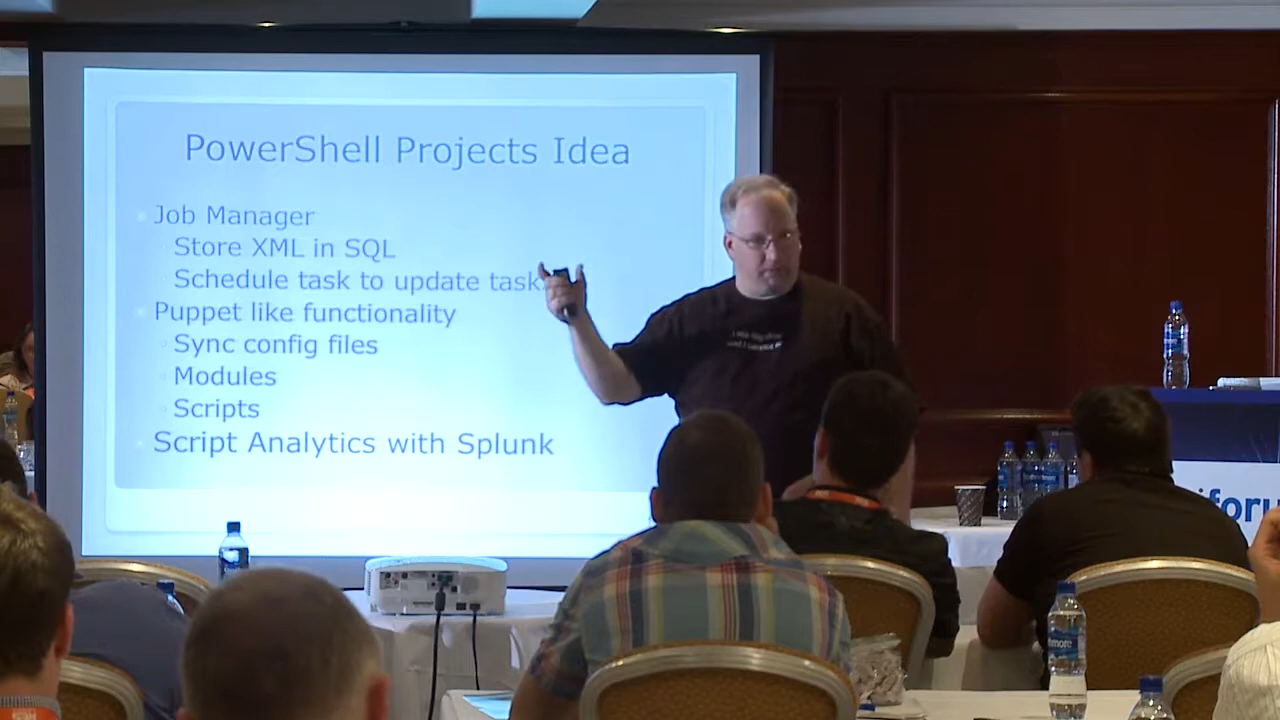 PowerShell Projects Idea
Job Manager
Store XML in SQL
Schedule task to update task
Puppet like functionality
Sync config files
Modules
Scripts
Script Analytics with Splunk